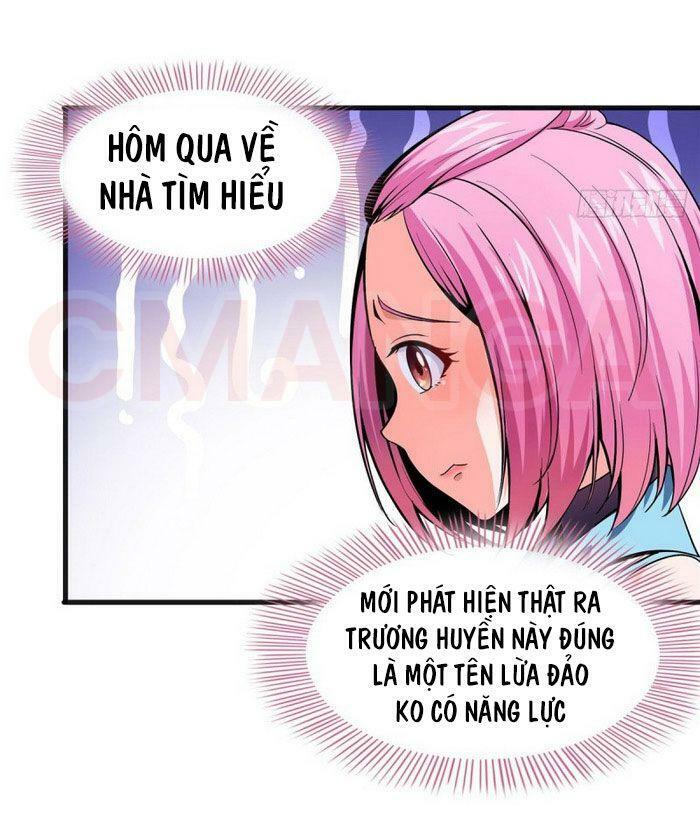 HÔM QUA VỀ
NHÀ TÌM HIỂU
CMANGA
MỚI PHÁT HIỆN THẬT RA
TRƯƠNG HUYỀN NÀY ĐÚNG
LÀ MỘT TÊN LỪA ĐẢO
KO CÓ NĂNG LỰC